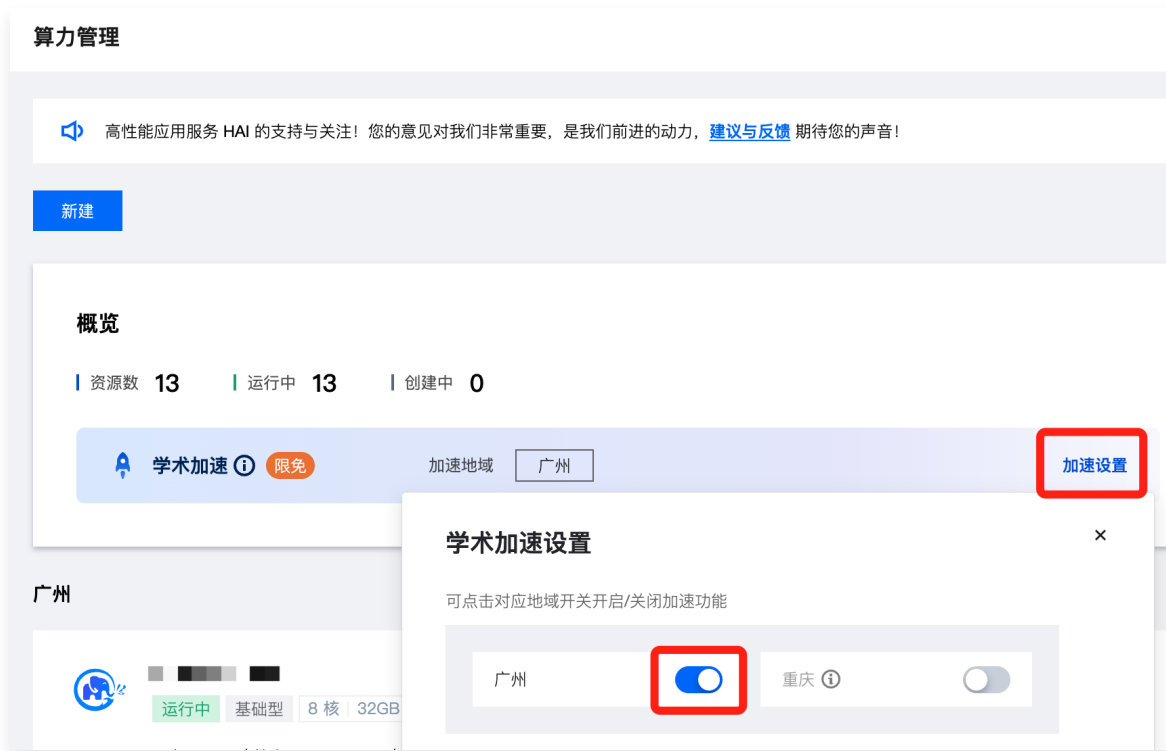 算力管理
高性能应用服务 HAI 的支持与关注！您的意见对我们非常重要，是我们前进的动力，建议与反馈 期待您的声音！
新建
概览
资源数 13 运行中 13 创建中 0
学术加速 限免 加速地域 广州 加速设置
学术加速设置
可点击对应地域开关开启/关闭加速功能
广州
广州 重庆
运行中 基础型 8 核 32GB